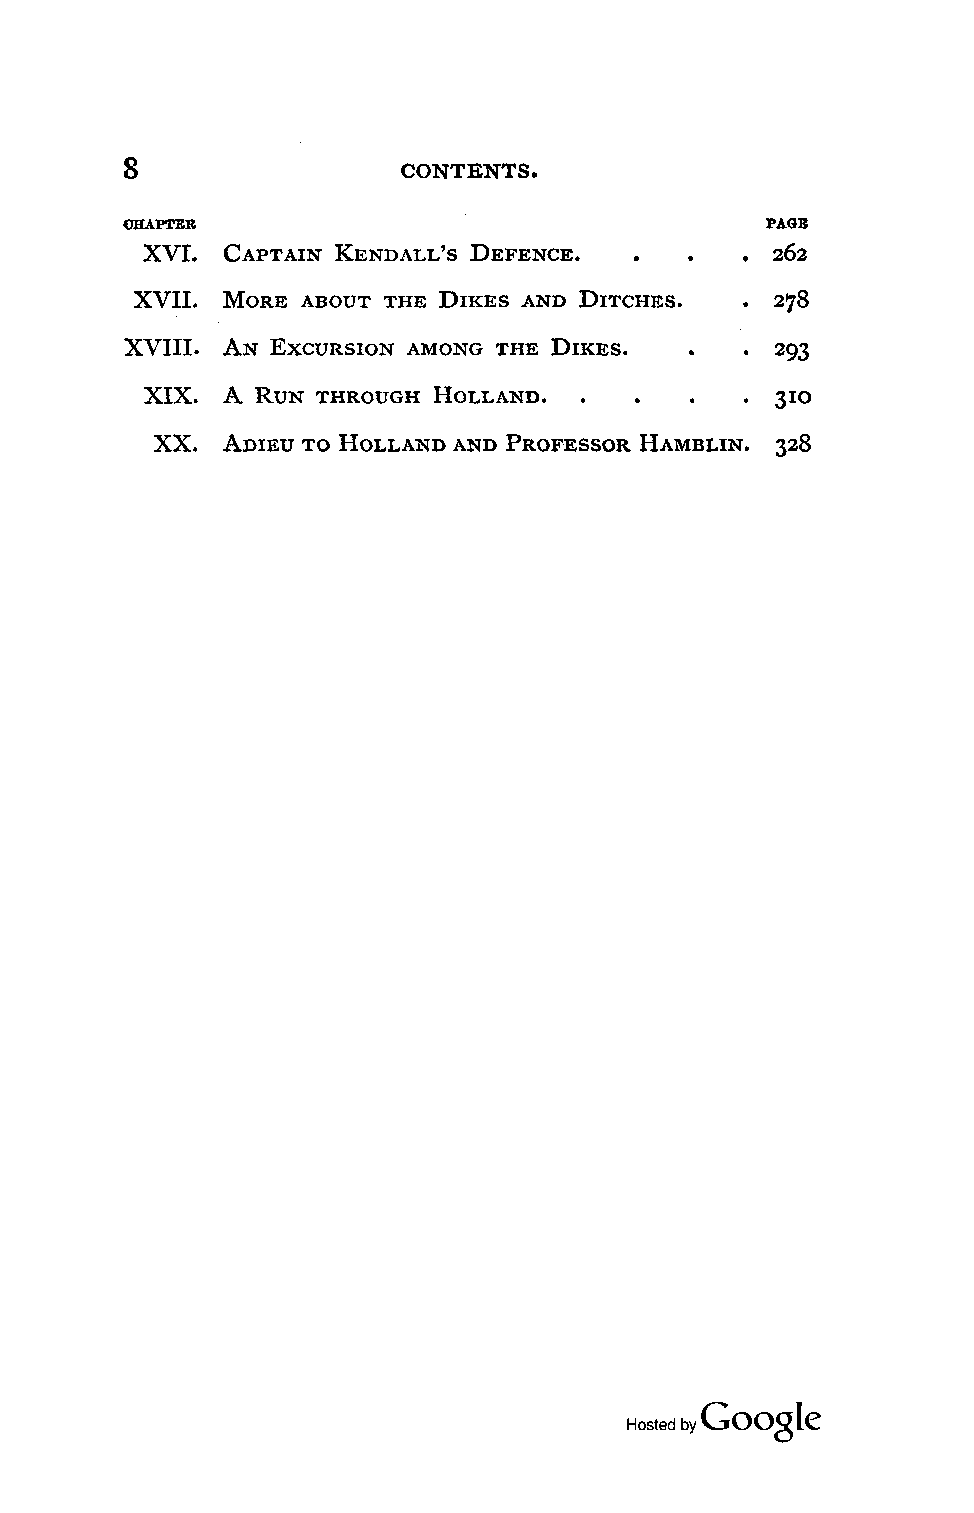 8 CONTENTS.
CHAPTER PAGE
XVI. CAPTAIN KENDALL'S DEFENCE. . . . 262
XVII. MORE ABOUT THE DIKES AND DITCHES. . 278
XVIII. AN EXCURSION AMONG THE DIKES. . . 293
XIX. A RUN THROUGH HOLLAND. . . . . 310
XX. ADIEU TO HOLLAND AND PROFESSOR HAMBLIN. 328
Hosted by Google